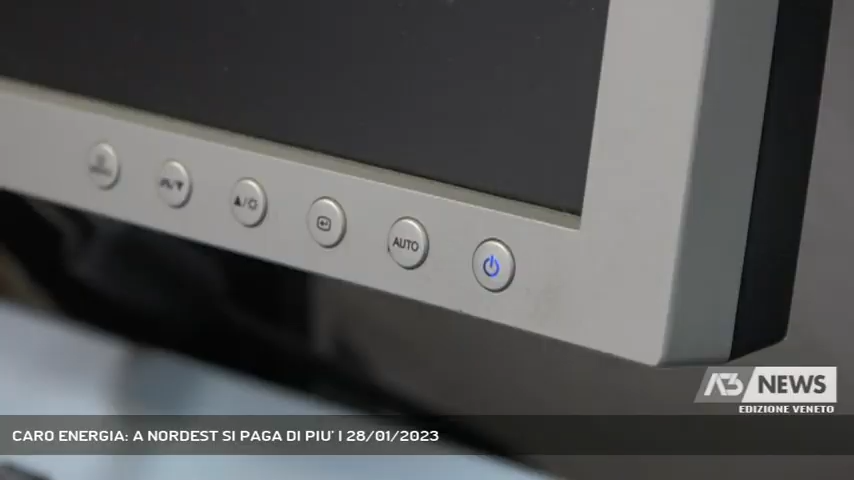 AUTO
A3 NEWS
EDIZIONE VENETO
CARO ENERGIA: A NORDEST SI PAGA DI PIU' | 28/01/2023